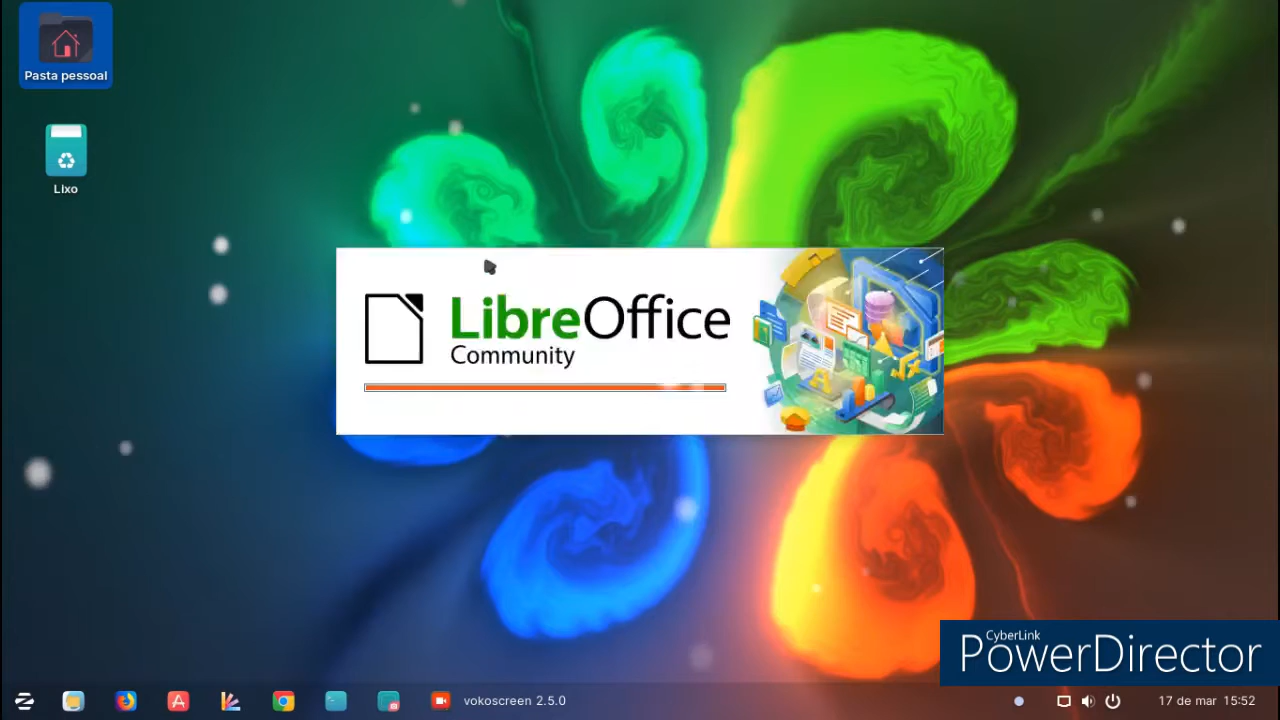 Pasta pessoal
Lixo
LibreOffice
Community
CyberLink
PowerDirector
vokoscreen 2.5.0
17 de mar 15:52